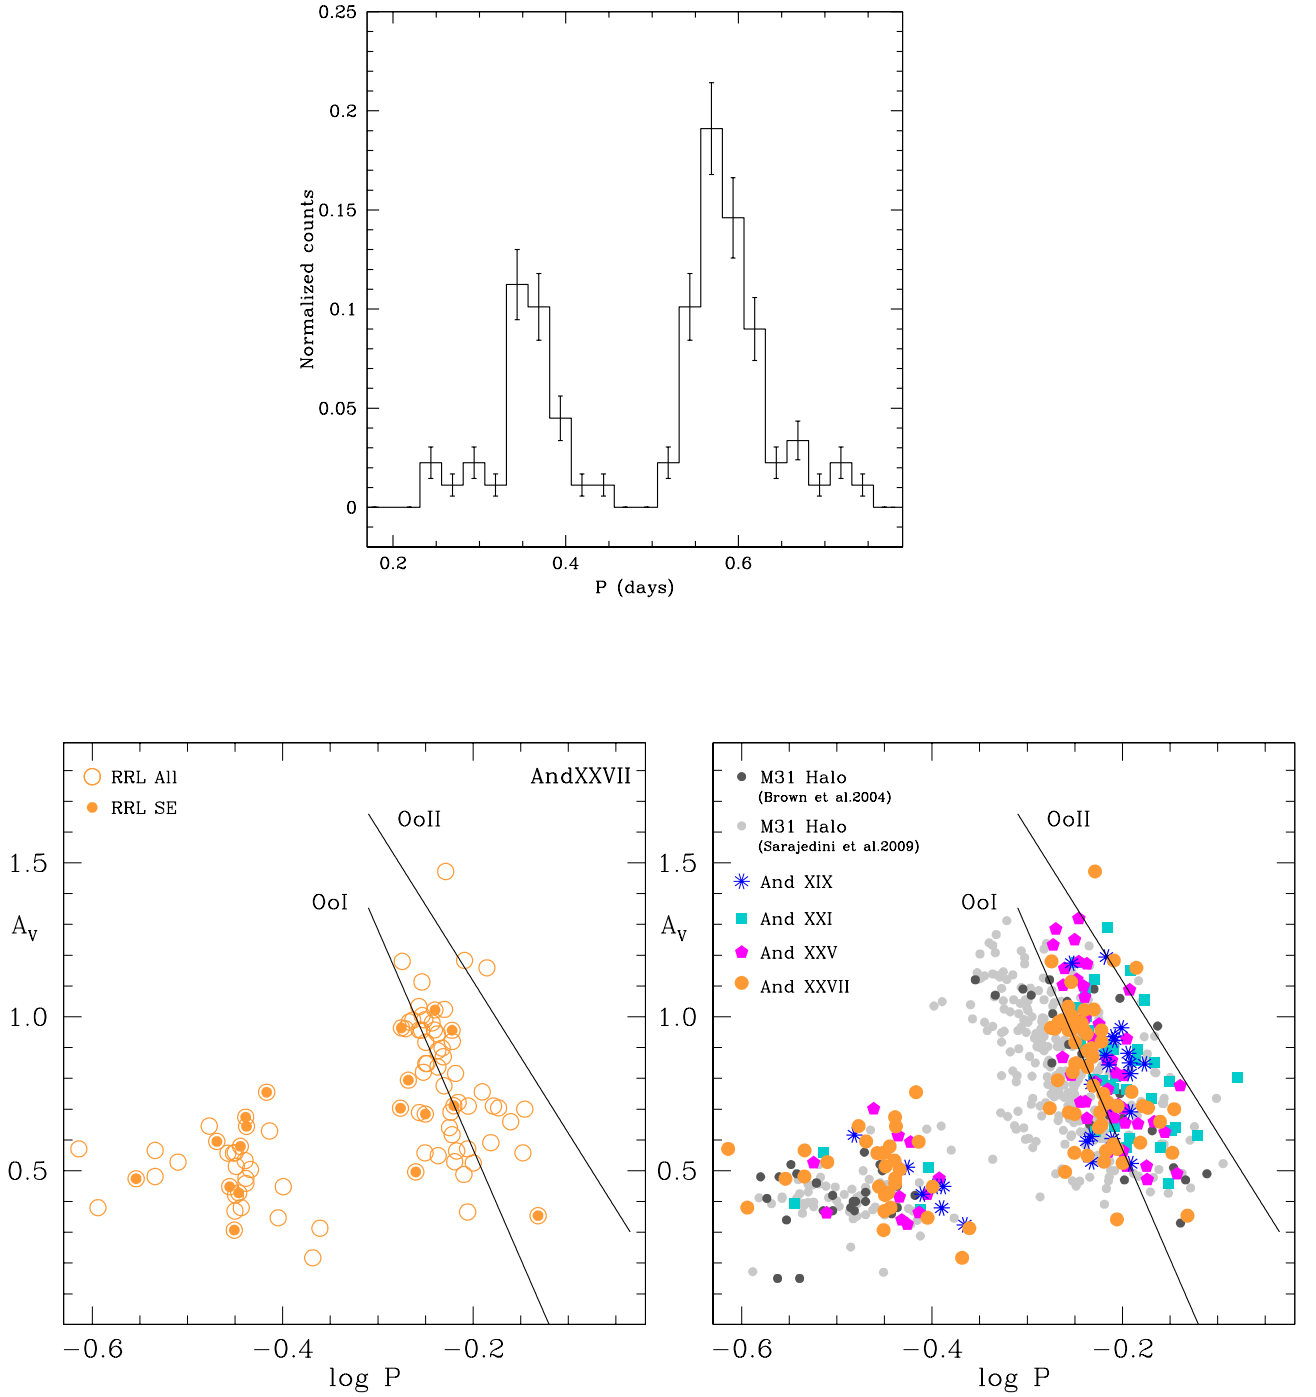 0.25
0.2
0.15
0.1
0.05
0
Normalized counts
0.2 0.4 0.6
P (days)
RRL All
RRL SE
AndXXVII
OoII
OoI
1.5
1.0
0.5
AV
−0.6 −0.4 −0.2
log P
M31 Halo
(Brown et al.2004)
M31 Halo
(Sarajedini et al.2009)
And XIX
And XXI
And XXV
And XXVII
OoII
OoI
1.5
1.0
0.5
AV
−0.6 −0.4 −0.2
log P